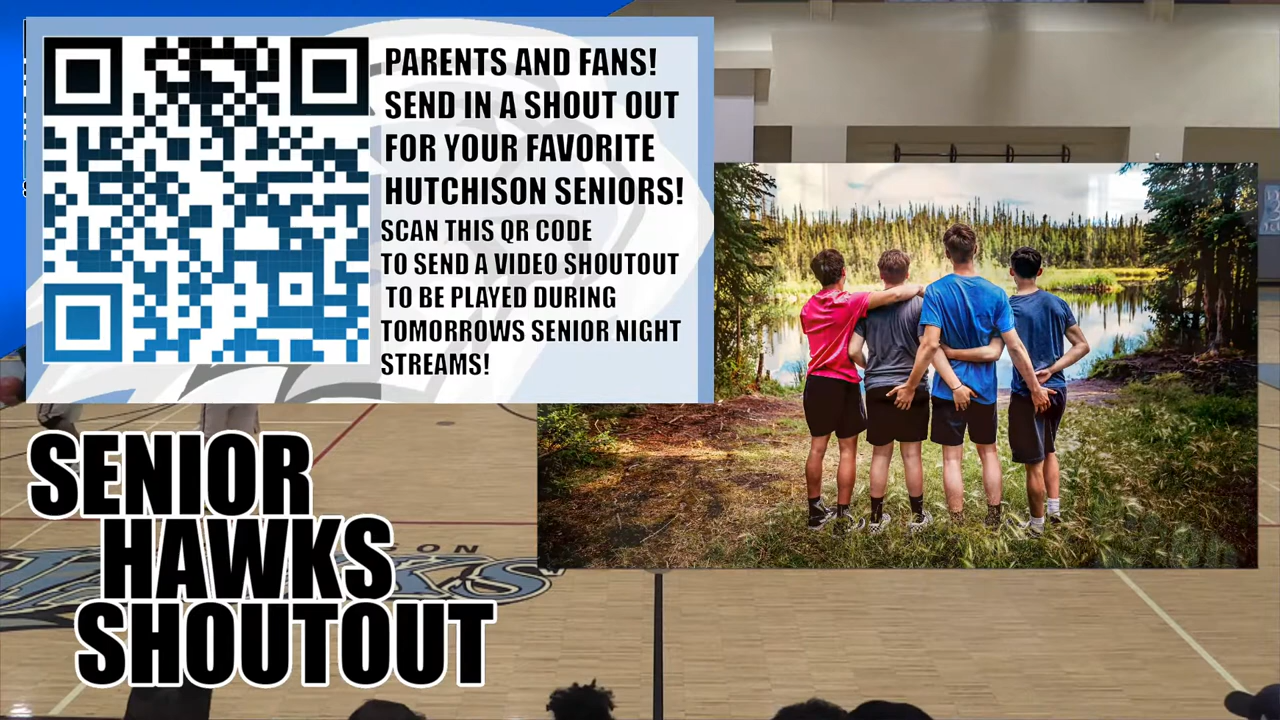 PARENTS AND FANS!
SEND IN A SHOUT OUT
FOR YOUR FAVORITE
HUTCHISON SENIORS!
SCAN THIS QR CODE
TO SEND A VIDEO SHOUTOUT
TO BE PLAYED DURING
TOMORROWS SENIOR NIGHT
STREAMS!
SENIOR
HAWKS
SHOUTOUT